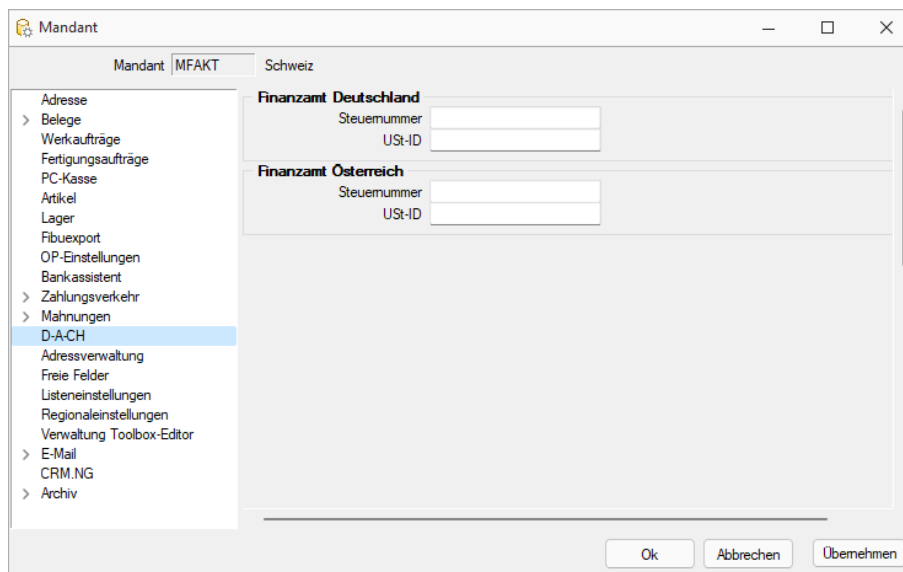 Mandant
Mandant MFAKT Schweiz
Adresse
Belege
Werkaufträge
Fertigungsaufträge
PC-Kasse
Artikel
Lager
Fibuexport
OP-Einstellungen
Bankassistent
Zahlungsverkehr
Mahnungen
D-A-CH
Adressverwaltung
Freie Felder
Listeneinstellungen
Regionaleinstellungen
Verwaltung Toolbox-Editor
E-Mail
CRM.NG
Archiv
Finanzamt Deutschland
Steuernummer
USt-ID
Finanzamt Österreich
Steuernummer
USt-ID
Ok Abbrechen Übernehmen